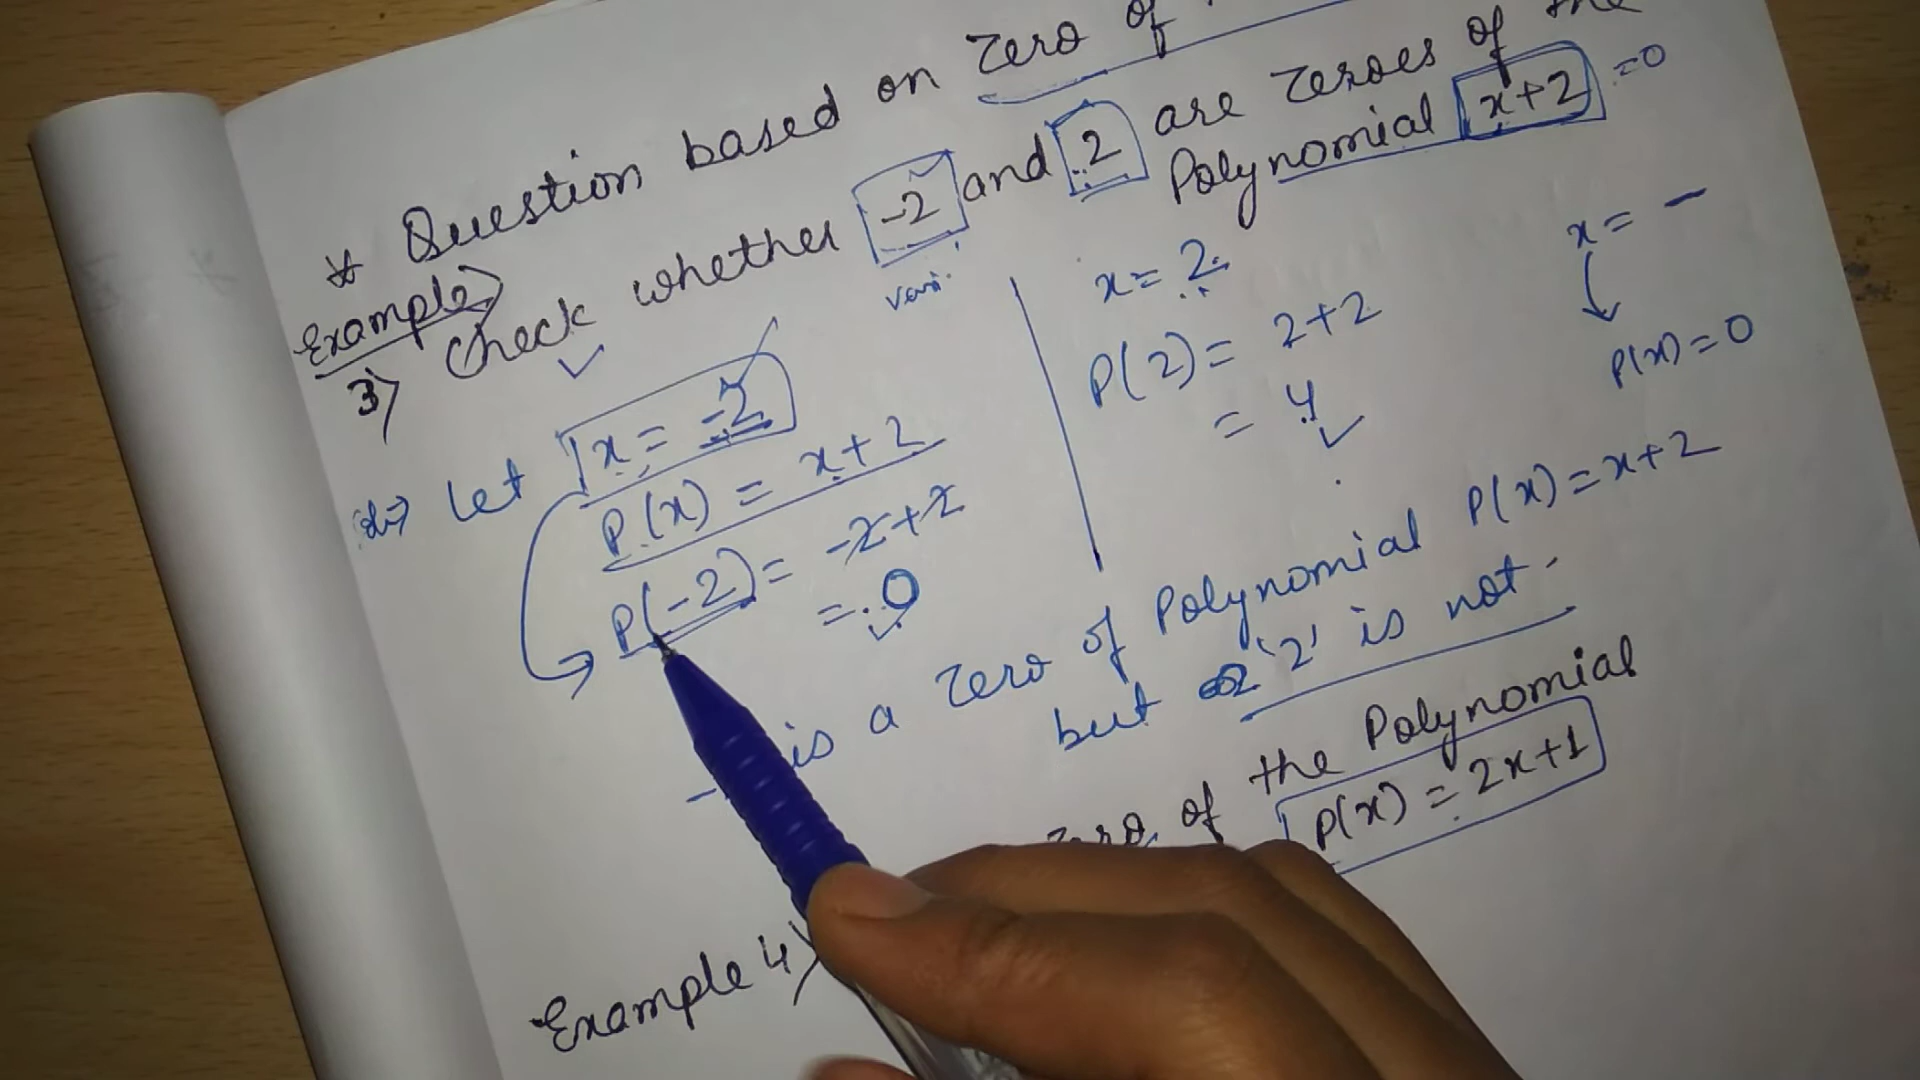 * Question based on zero of
Example
3) Check whether -2 and 2 are zeroes of the
Polynomial x+2 =0
Let x = -2
P(x) = x+2
P(-2) = -2+2
= 0
x = 2
P(2) = 2+2
= 4
x = -
P(x) = 0
is a zero of Polynomial P(x) = x+2
but '2' is not.
Example 4)
zero of the Polynomial
P(x) = 2x+1